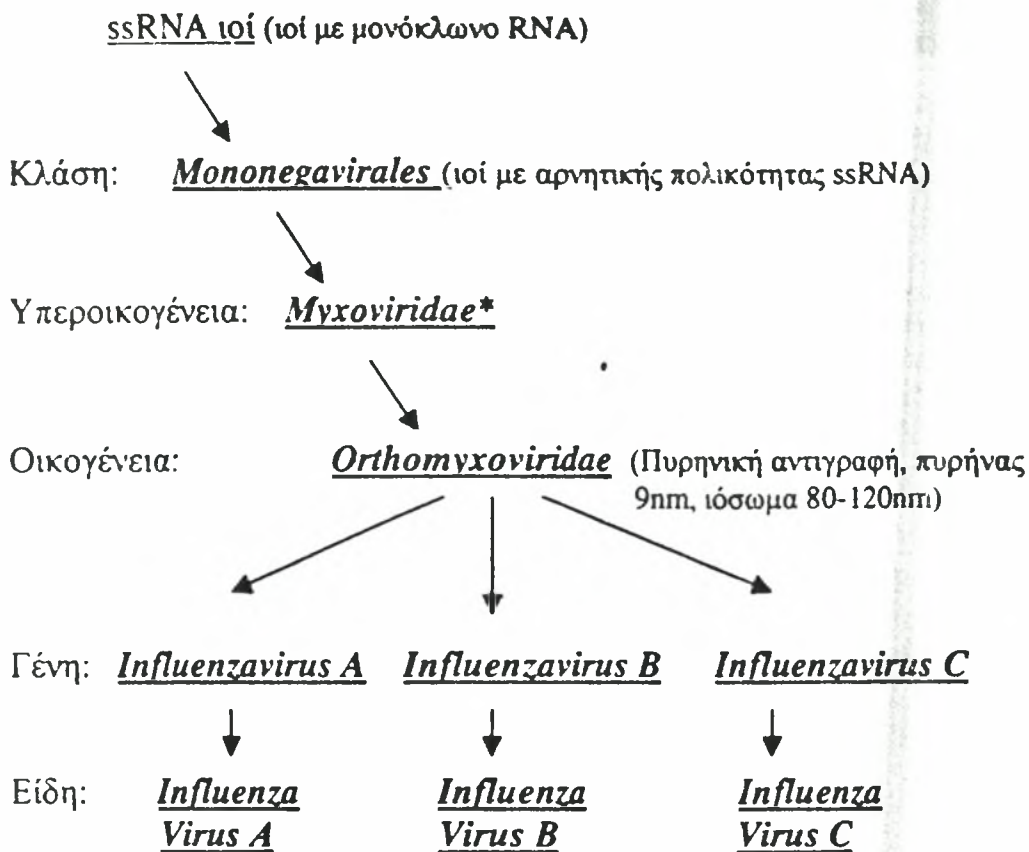 ssRNA ιοί (ιοί με μονόκλωνο RNA)
Κλάση: Mononegavirales (ιοί με αρνητικής πολικότητας ssRNA)
Υπεροικογένεια: Myxoviridae*
Οικογένεια: Orthomyxoviridae (Πυρηνική αντιγραφή, πυρήνας
9nm, ιόσωμα 80-120nm)
Γένη: Influenzavirus A Influenzavirus B Influenzavirus C
Είδη: Influenza Influenza Influenza
Virus A Virus B Virus C